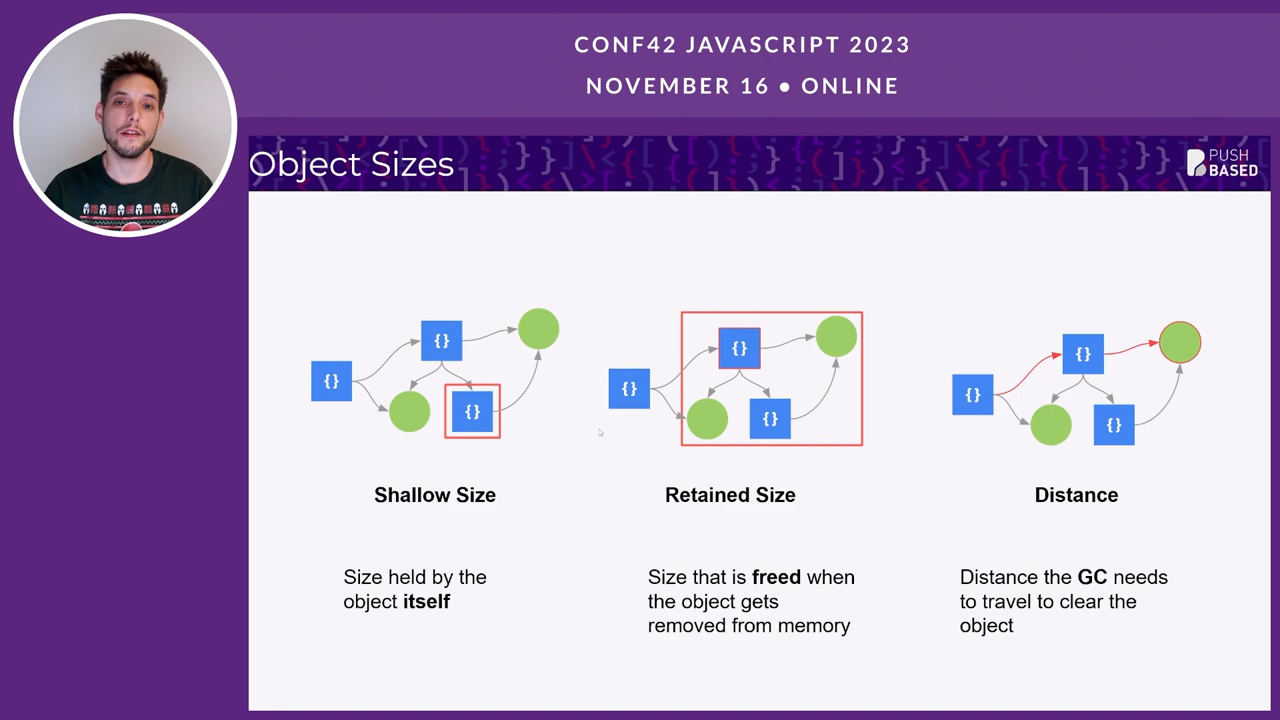 CONF42 JAVASCRIPT 2023
NOVEMBER 16 ● ONLINE
Object Sizes
PUSH
BASED
{}
{}
{}
{}
{}
{}
{}
{}
{}
Shallow Size
Retained Size
Distance
Size held by the
object itself
Size that is freed when
the object gets
removed from memory
Distance the GC needs
to travel to clear the
object